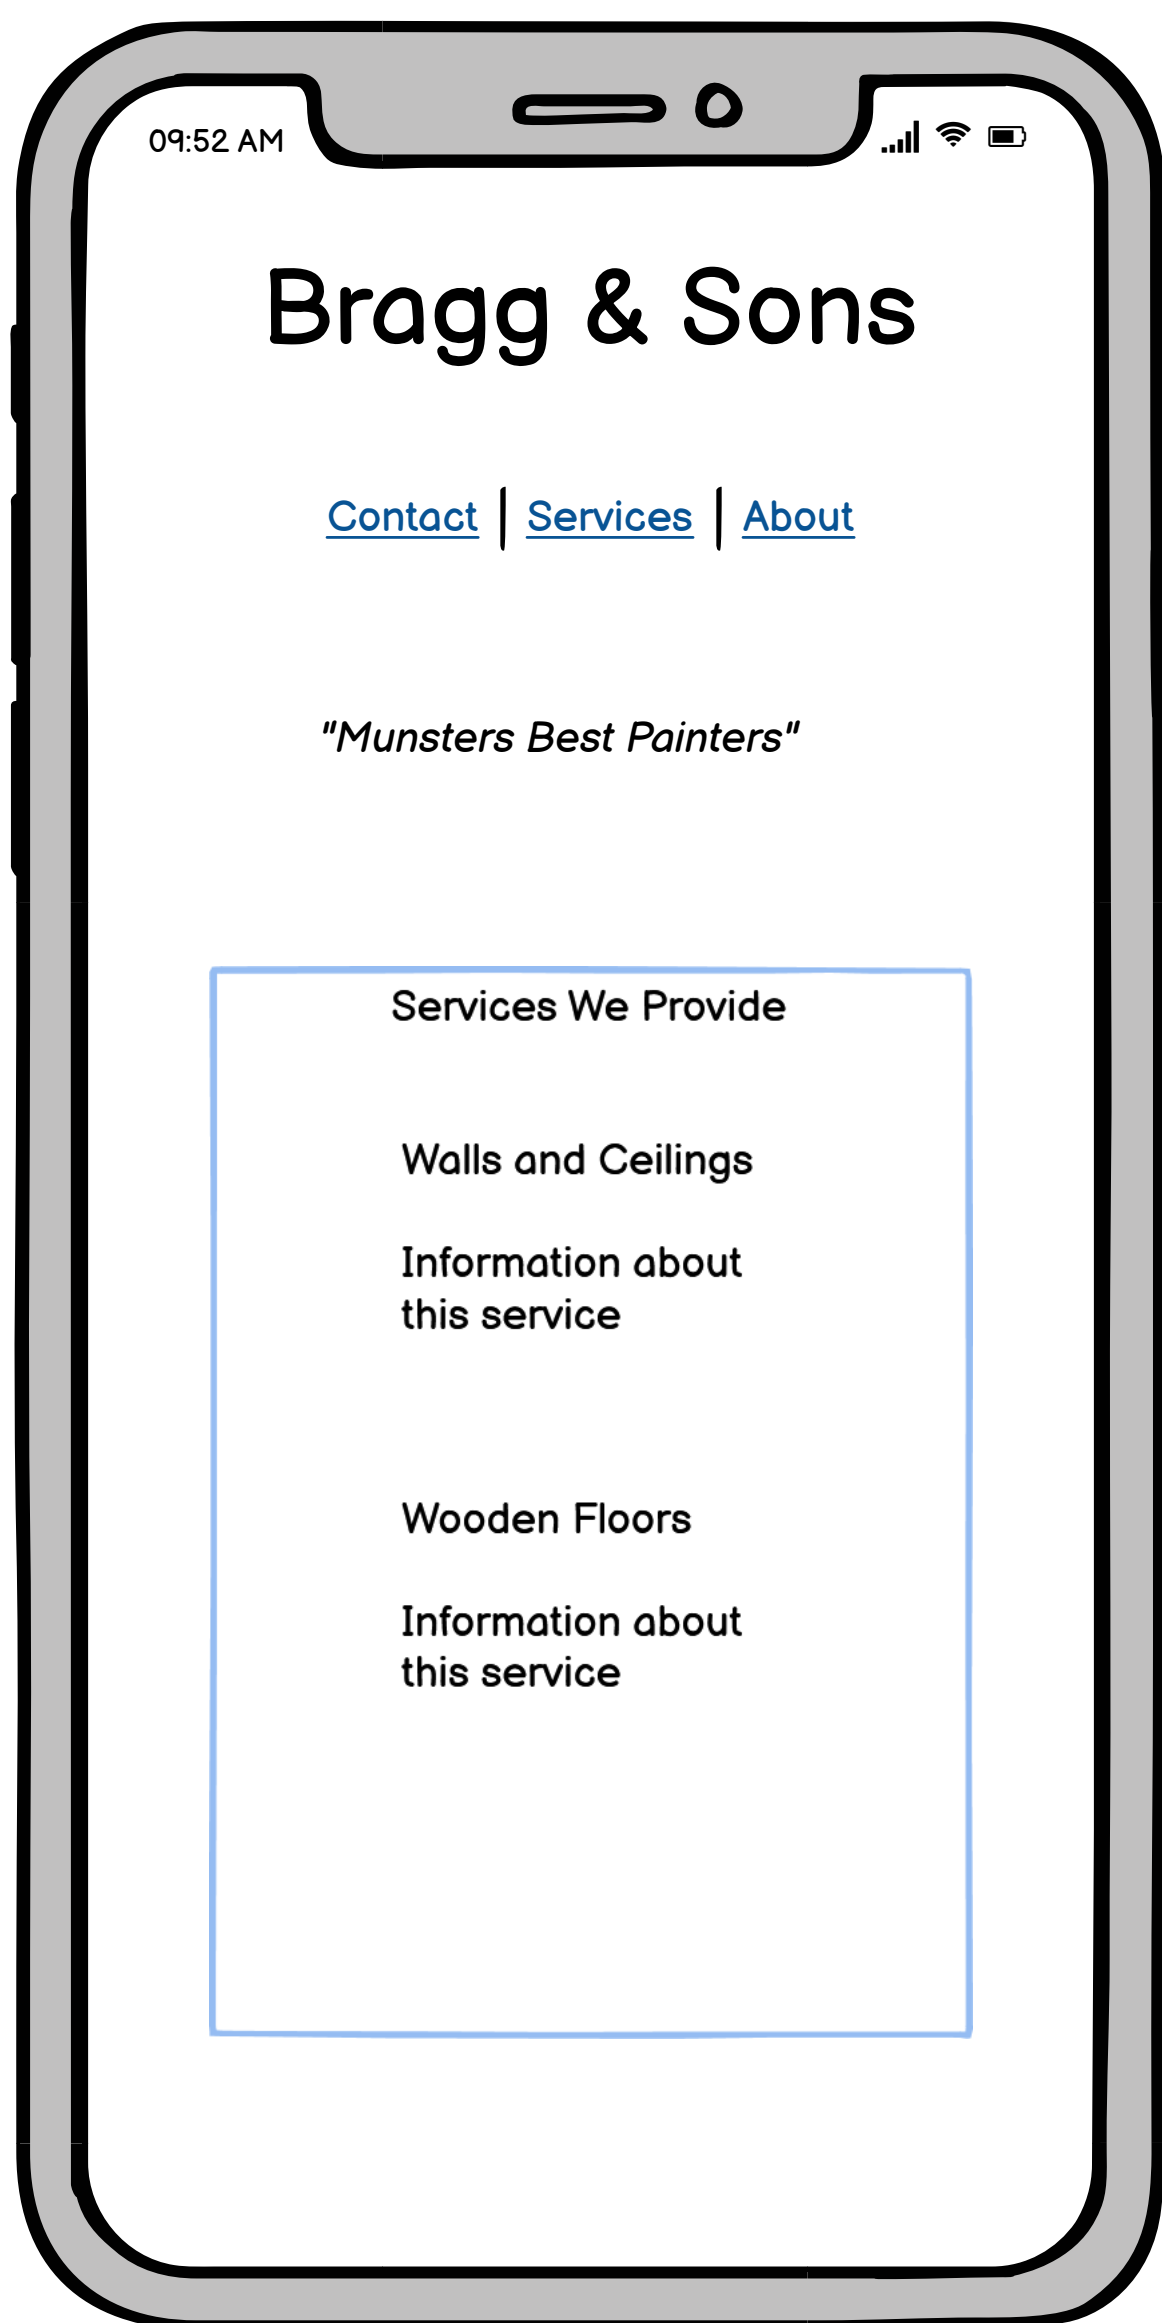 09:52 AM
Bragg & Sons
Contact | Services | About
"Munsters Best Painters"
Services We Provide
Walls and Ceilings
Information about
this service
Wooden Floors
Information about
this service